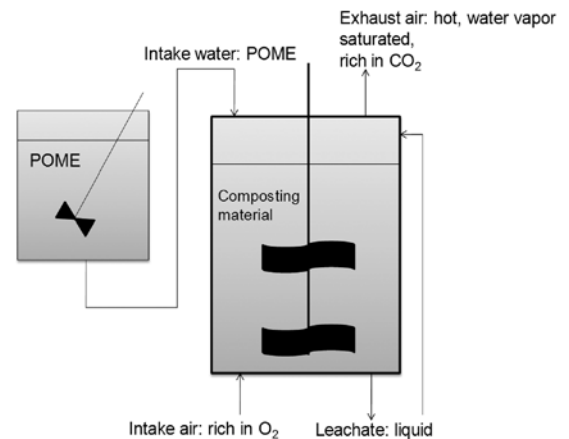 Exhaust air: hot, water vapor
saturated,
rich in CO₂
Intake water: POME
POME
Composting
material
Intake air: rich in O₂
Leachate: liquid